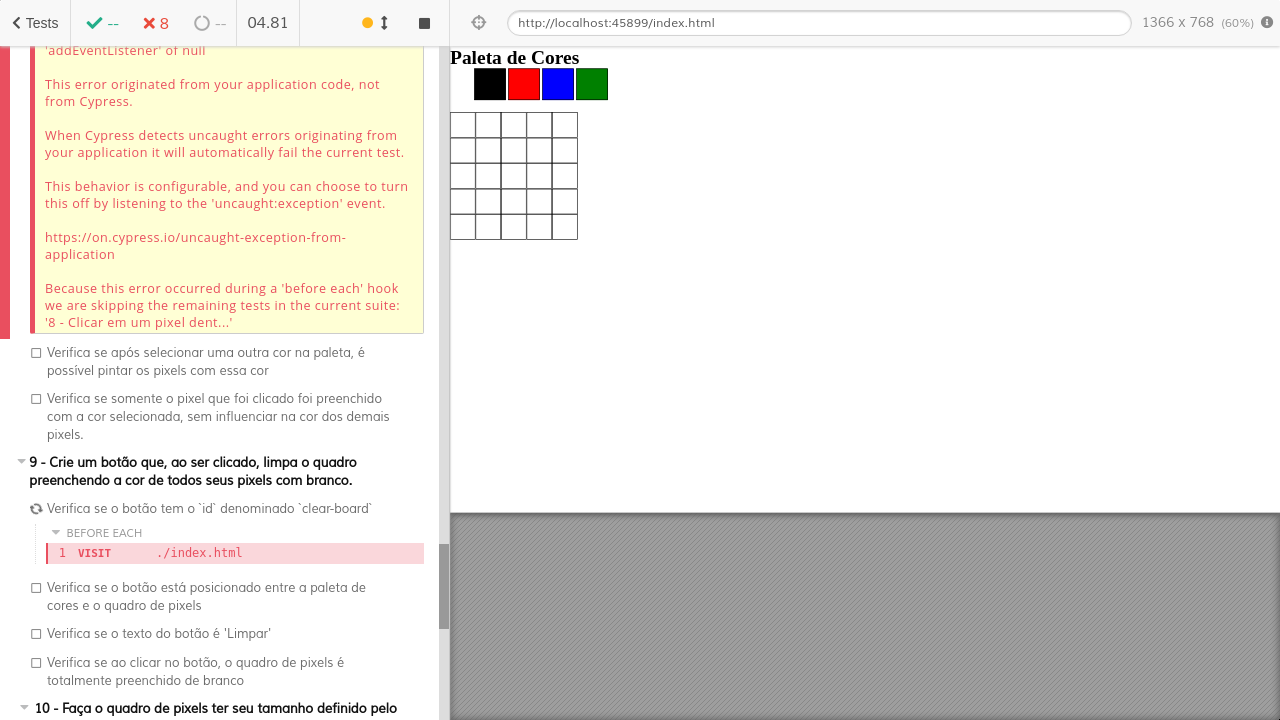 Tests -- 8 -- 04.81 http://localhost:45899/index.html 1366 x 768 (60%)
'addEventListener' of null
This error originated from your application code, not
from Cypress.
When Cypress detects uncaught errors originating from
your application it will automatically fail the current test.
This behavior is configurable, and you can choose to turn
this off by listening to the 'uncaught:exception' event.
https://on.cypress.io/uncaught-exception-from-
application
Because this error occurred during a 'before each' hook
we are skipping the remaining tests in the current suite:
'8 - Clicar em um pixel dent...'
Verifica se após selecionar uma outra cor na paleta, é
possível pintar os pixels com essa cor
Verifica se somente o pixel que foi clicado foi preenchido
com a cor selecionada, sem influenciar na cor dos demais
pixels.
9 - Crie um botão que, ao ser clicado, limpa o quadro
preenchendo a cor de todos seus pixels com branco.
Verifica se o botão tem o `id` denominado `clear-board`
BEFORE EACH
1 VISIT ./index.html
Verifica se o botão está posicionado entre a paleta de
cores e o quadro de pixels
Verifica se o texto do botão é 'Limpar'
Verifica se ao clicar no botão, o quadro de pixels é
totalmente preenchido de branco
10 - Faça o quadro de pixels ter seu tamanho definido pelo
Paleta de Cores